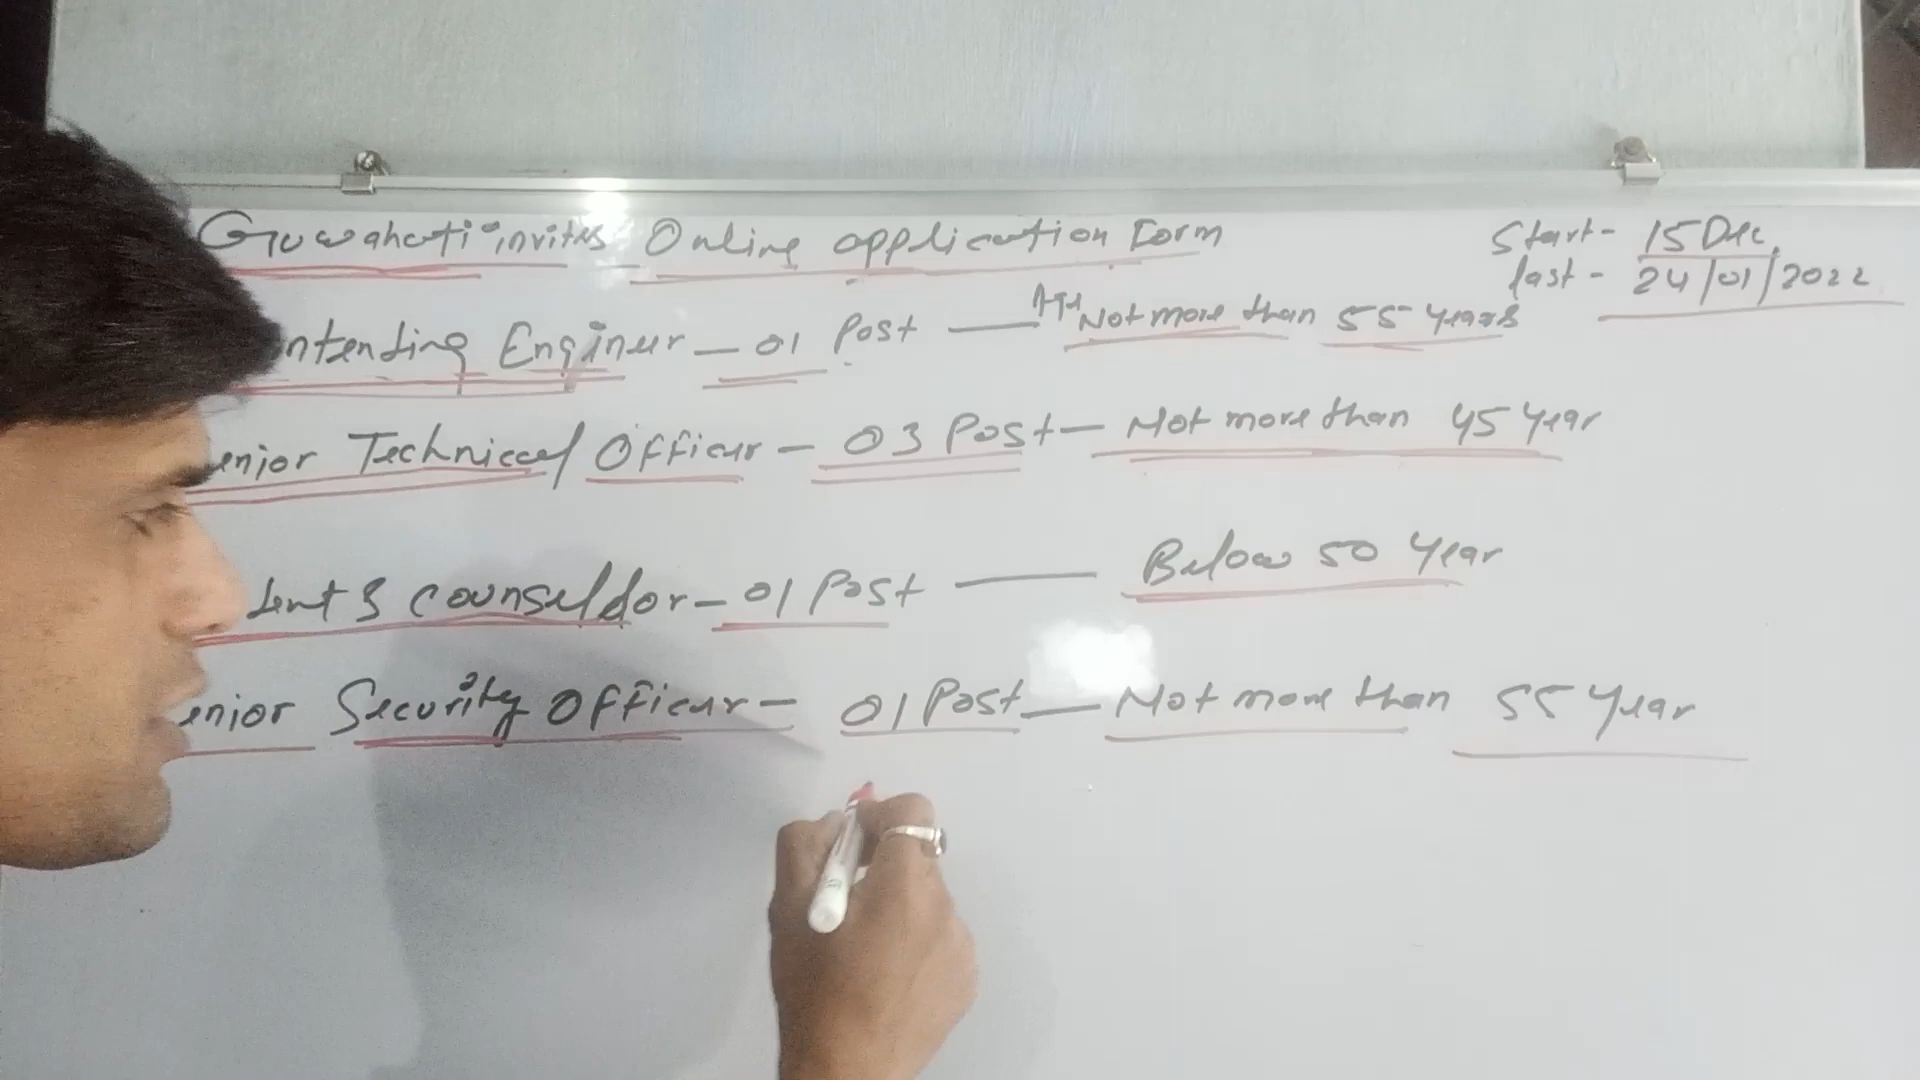 Guwahati invites Online application Form
Start - 15 Dec,
last - 24/01/2022
ntending Engineer - 01 Post — Not more than 55 years
enior Technical Officer - 03 Post - Not more than 45 year
dent s counseldor - 01 Post — Below 50 Year
enior Security Officer - 01 Post — Not more than 55 Year